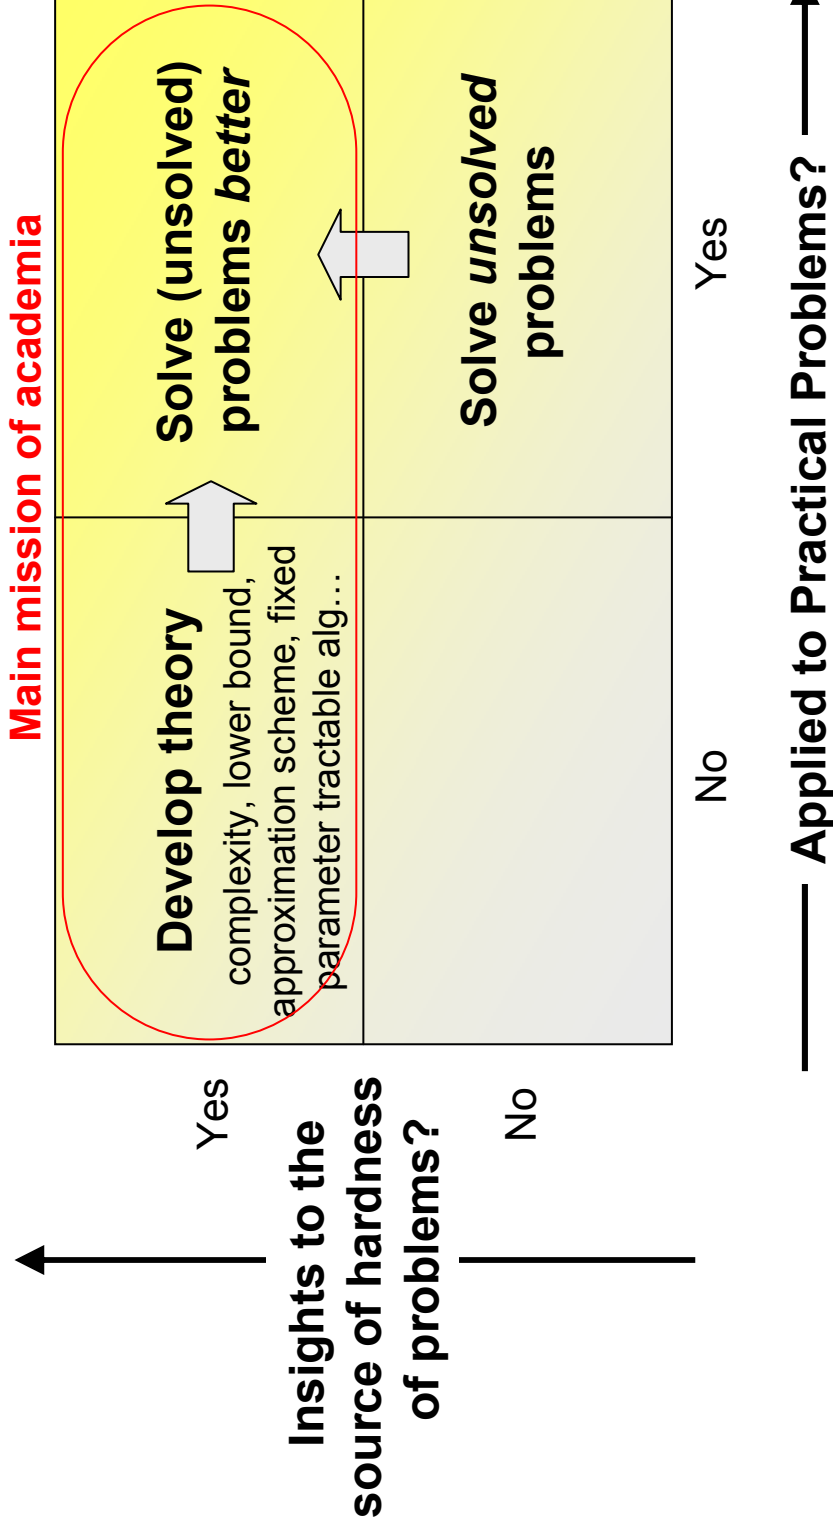 Main mission of academia
Yes
Develop theory
complexity, lower bound,
approximation scheme, fixed
parameter tractable alg…
Solve (unsolved)
problems better
Insights to the
source of hardness
of problems?
No
Solve unsolved
problems
No
Yes
Applied to Practical Problems?